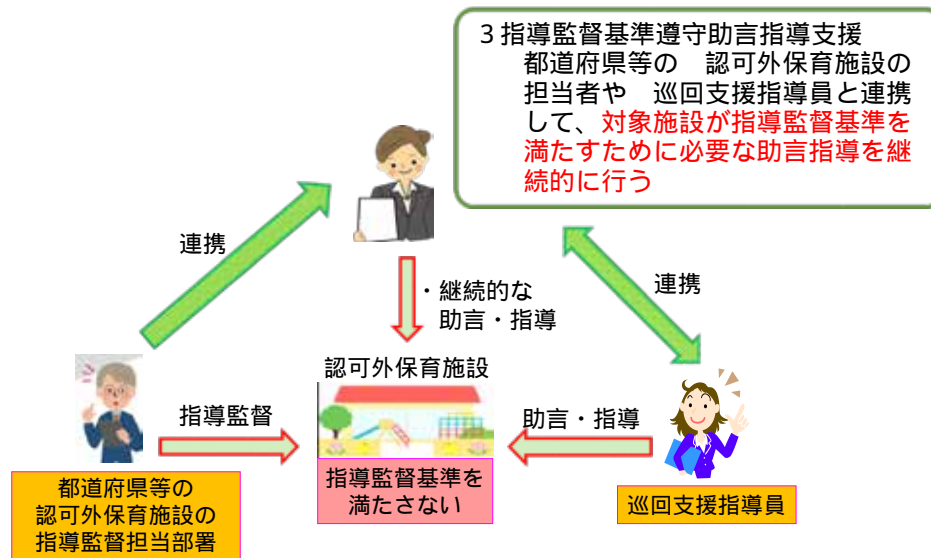 3指導監督基準遵守助言指導支援
都道府県等の　認可外保育施設の
担当者や　巡回支援指導員と連携
して、対象施設が指導監督基準を
満たすために必要な助言指導を継
続的に行う
連携
・継続的な
助言・指導
連携
認可外保育施設
指導監督
助言・指導
指導監督基準を
満たさない
都道府県等の
認可外保育施設の
指導監督担当部署
巡回支援指導員